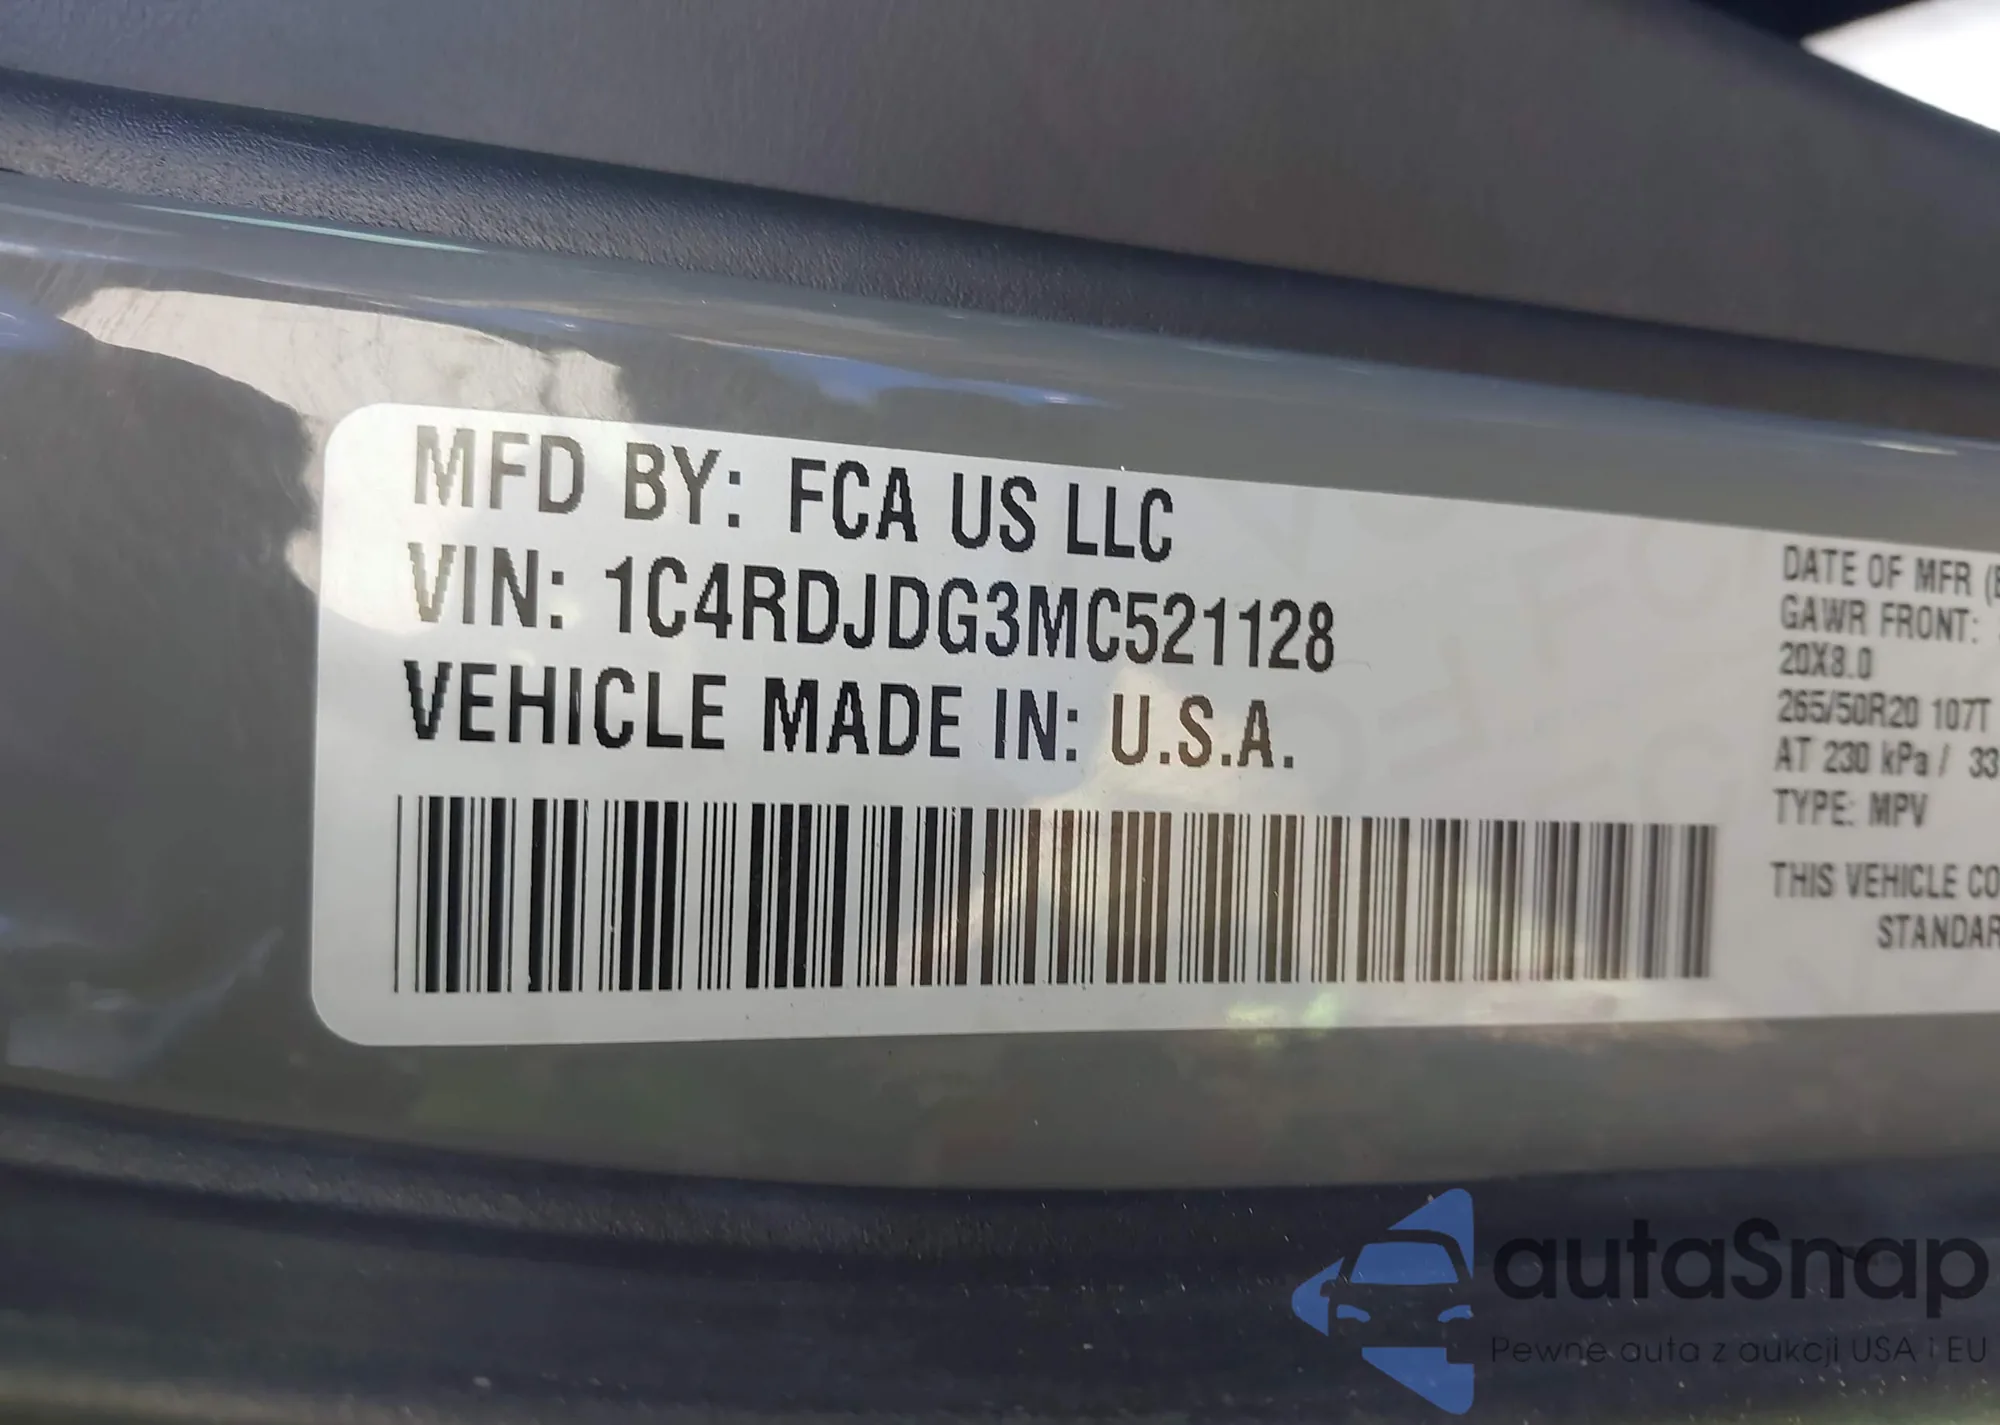 MFD BY: FCA US LLC
VIN: 1C4RDJDG3MC521128
VEHICLE MADE IN: U.S.A.
DATE OF MFR
GAWR FRONT:
20X8.0
265/50R20 107T
AT 230 kPa / 33
TYPE: MPV
THIS VEHICLE
autaSnap
Pewne auta z aukcji USA i EU